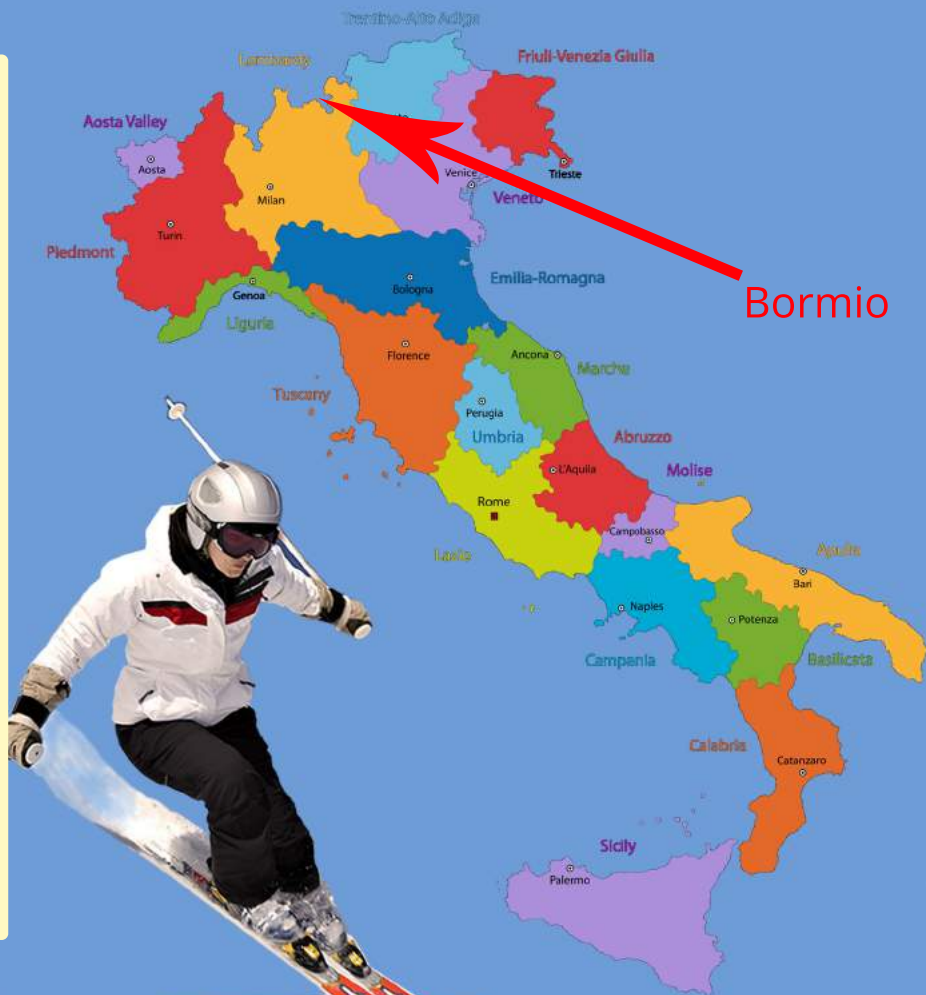 Trentino-Alto Adige
Lombardy
Friuli-Venezia Giulia
Aosta Valley
Aosta
Venice
Trieste
Milan
Veneto
Turin
Piedmont
Emilia-Romagna
Bologna
Genoa
Bormio
Liguria
Florence
Ancona
Marche
Tuscany
Perugia
Umbria
Abruzzo
L'Aquila
Molise
Rome
Campobasso
Lazio
Apulia
Bari
Naples
Potenza
Campania
Basilicata
Calabria
Catanzaro
Sicily
Palermo